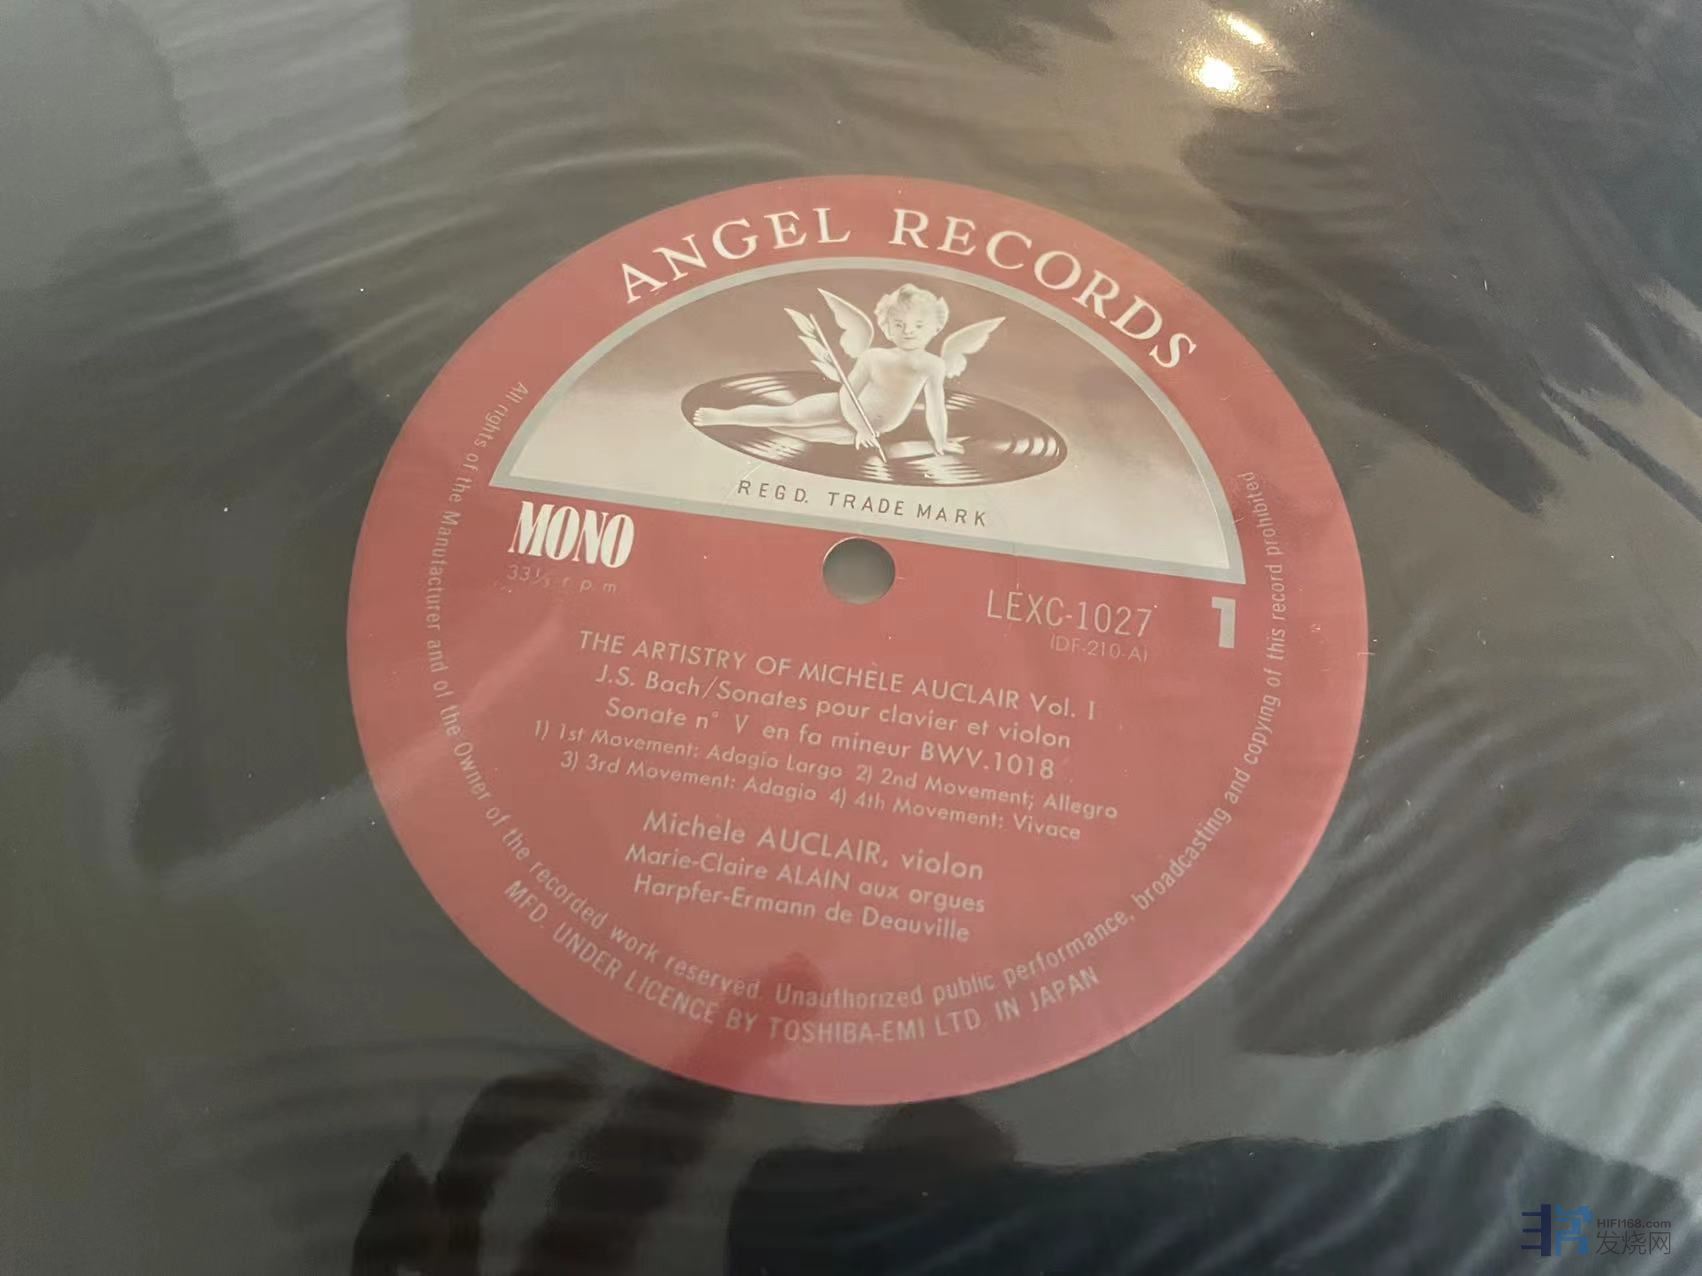 ANGEL RECORDS
REGD. TRADE MARK
MONO
33⅓ r.p.m
LEXC-1027
(DF-210-A)
1
THE ARTISTRY OF MICHÈLE AUCLAIR Vol. I
J.S. Bach/Sonates pour clavier et violon
Sonate n° V en fa mineur BWV.1018
1) 1st Movement: Adagio Largo 2) 2nd Movement; Allegro
3) 3rd Movement: Adagio 4) 4th Movement: Vivace
Michèle AUCLAIR, violon
Marie-Claire ALAIN aux orgues
Harpfer-Ermann de Deauville
All rights of the Manufacturer and of the Owner of the recorded work reserved. Unauthorized public performance, broadcasting and copying of this record prohibited
MFD. UNDER LICENCE BY TOSHIBA-EMI LTD. IN JAPAN
HIFI168.com
发烧网